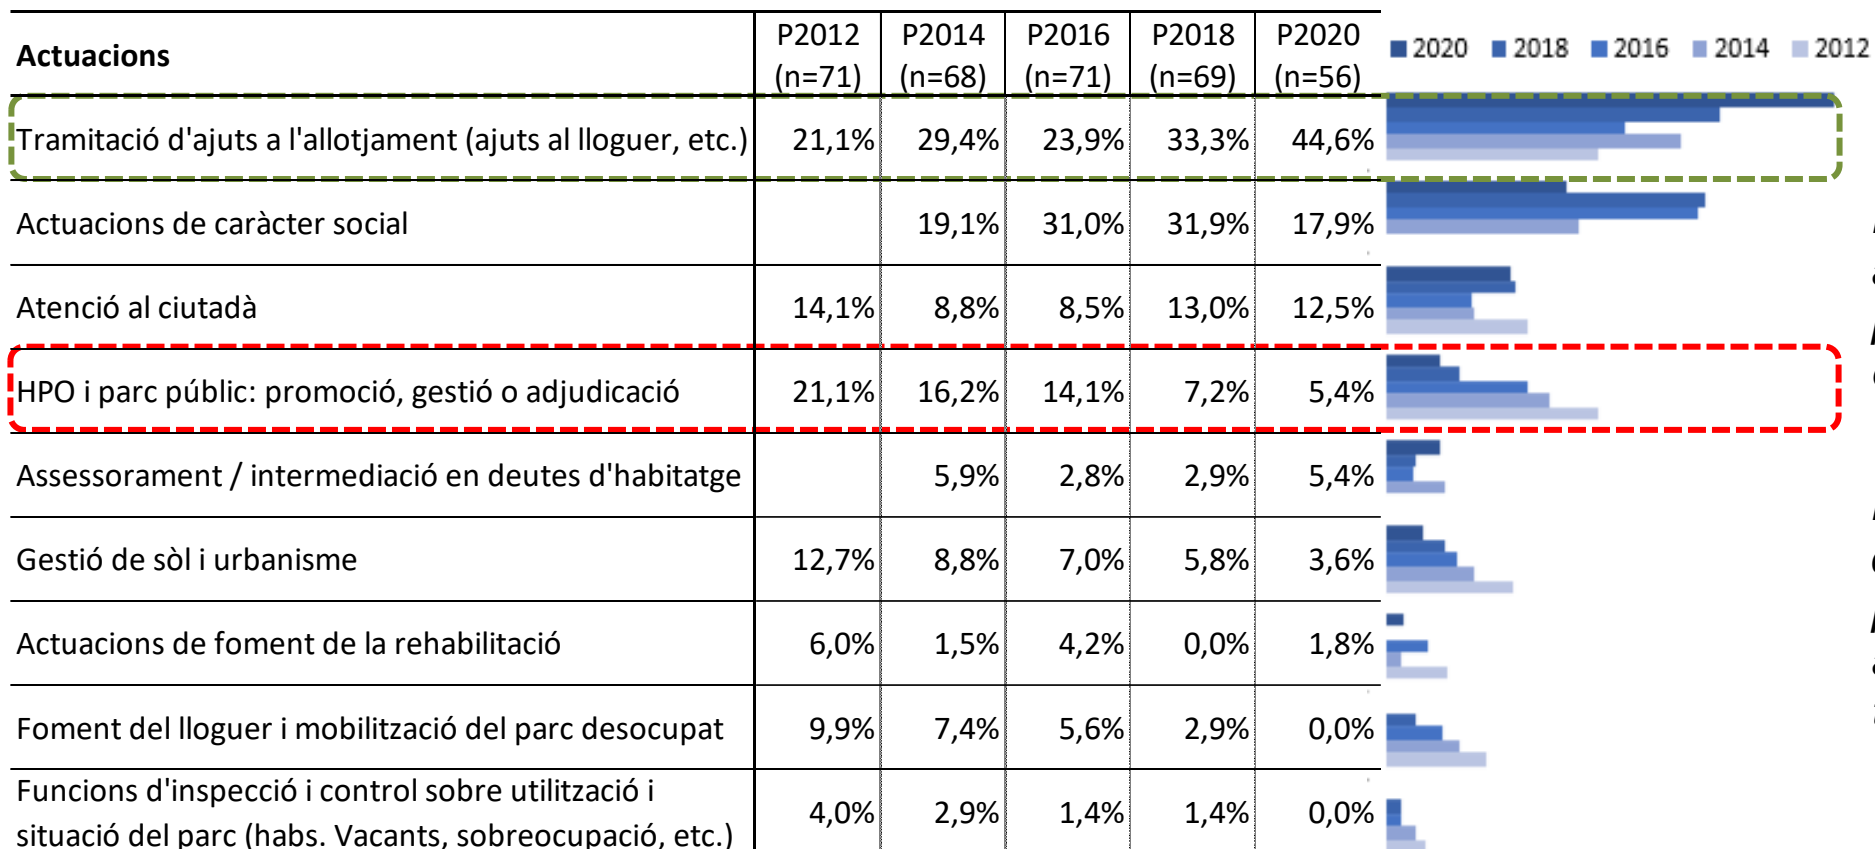 Actuacions P2012 (n=71) P2014 (n=68) P2016 (n=71) P2018 (n=69) P2020 (n=56)
2020 2018 2016 2014 2012
Tramitació d'ajuts a l'allotjament (ajuts al lloguer, etc.) 21,1% 29,4% 23,9% 33,3% 44,6%
Actuacions de caràcter social 19,1% 31,0% 31,9% 17,9%
Atenció al ciutadà 14,1% 8,8% 8,5% 13,0% 12,5%
HPO i parc públic: promoció, gestió o adjudicació 21,1% 16,2% 14,1% 7,2% 5,4%
Assessorament / intermediació en deutes d'habitatge 5,9% 2,8% 2,9% 5,4%
Gestió de sòl i urbanisme 12,7% 8,8% 7,0% 5,8% 3,6%
Actuacions de foment de la rehabilitació 6,0% 1,5% 4,2% 0,0% 1,8%
Foment del lloguer i mobilització del parc desocupat 9,9% 7,4% 5,6% 2,9% 0,0%
Funcions d'inspecció i control sobre utilització i
situació del parc (habs. Vacants, sobreocupació, etc.) 4,0% 2,9% 1,4% 1,4% 0,0%